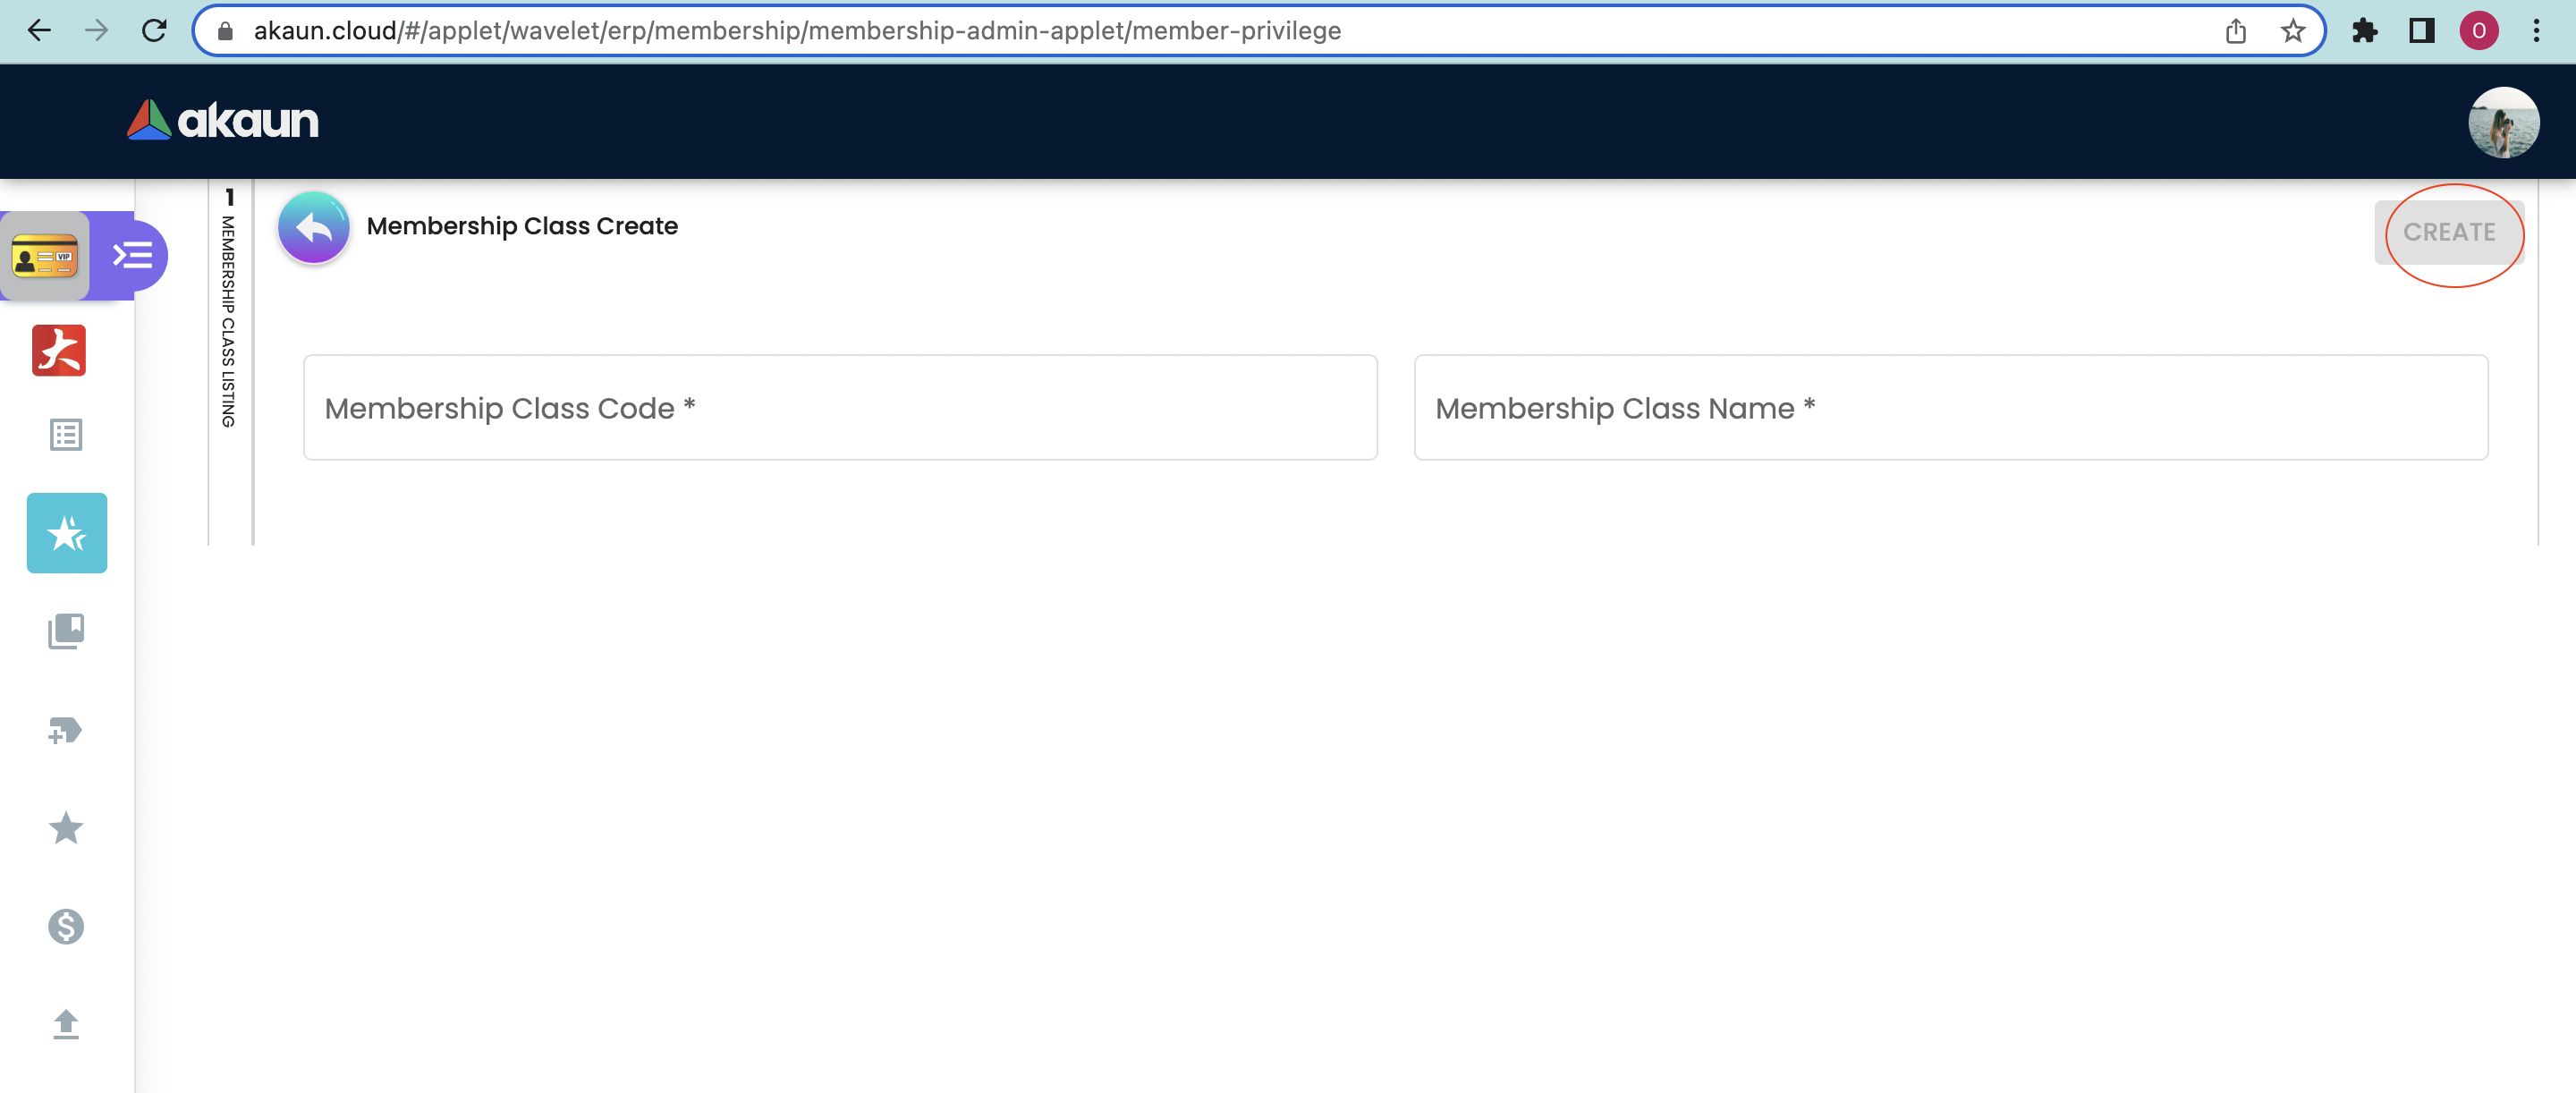 akaun.cloud/#/applet/wavelet/erp/membership/membership-admin-applet/member-privilege
O
akaun
VIP
1
MEMBERSHIP CLASS LISTING
Membership Class Create
CREATE
Membership Class Code *
Membership Class Name *